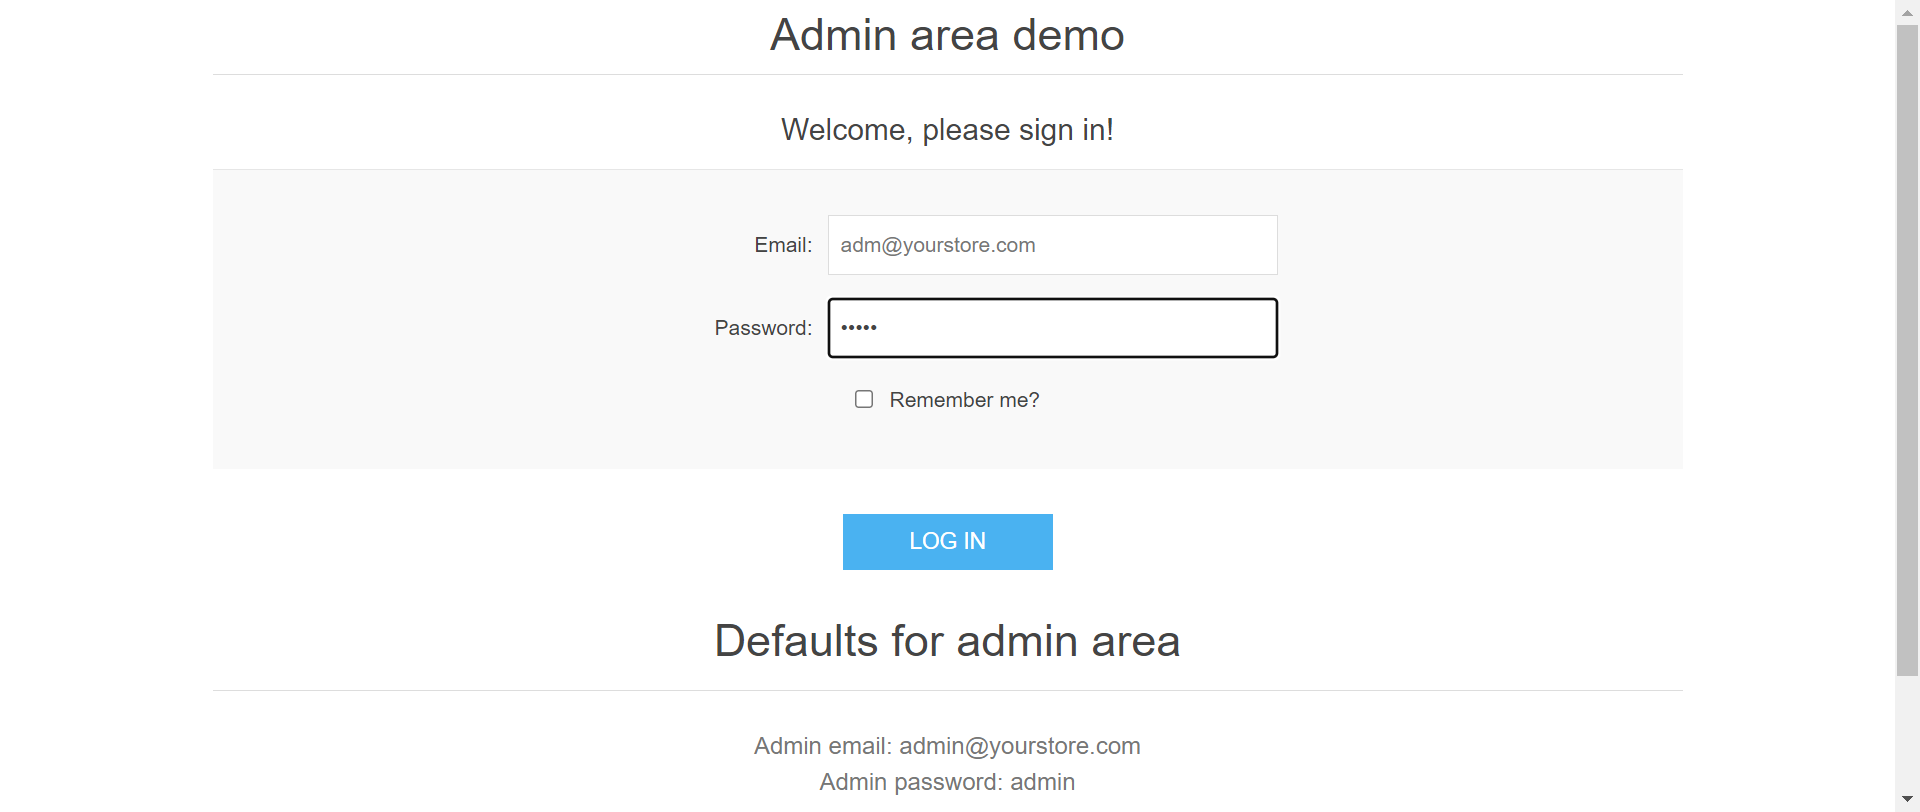 Admin area demo
Welcome, please sign in!
Email: adm@yourstore.com
Password: •••••
Remember me?
LOG IN
Defaults for admin area
Admin email: admin@yourstore.com
Admin password: admin